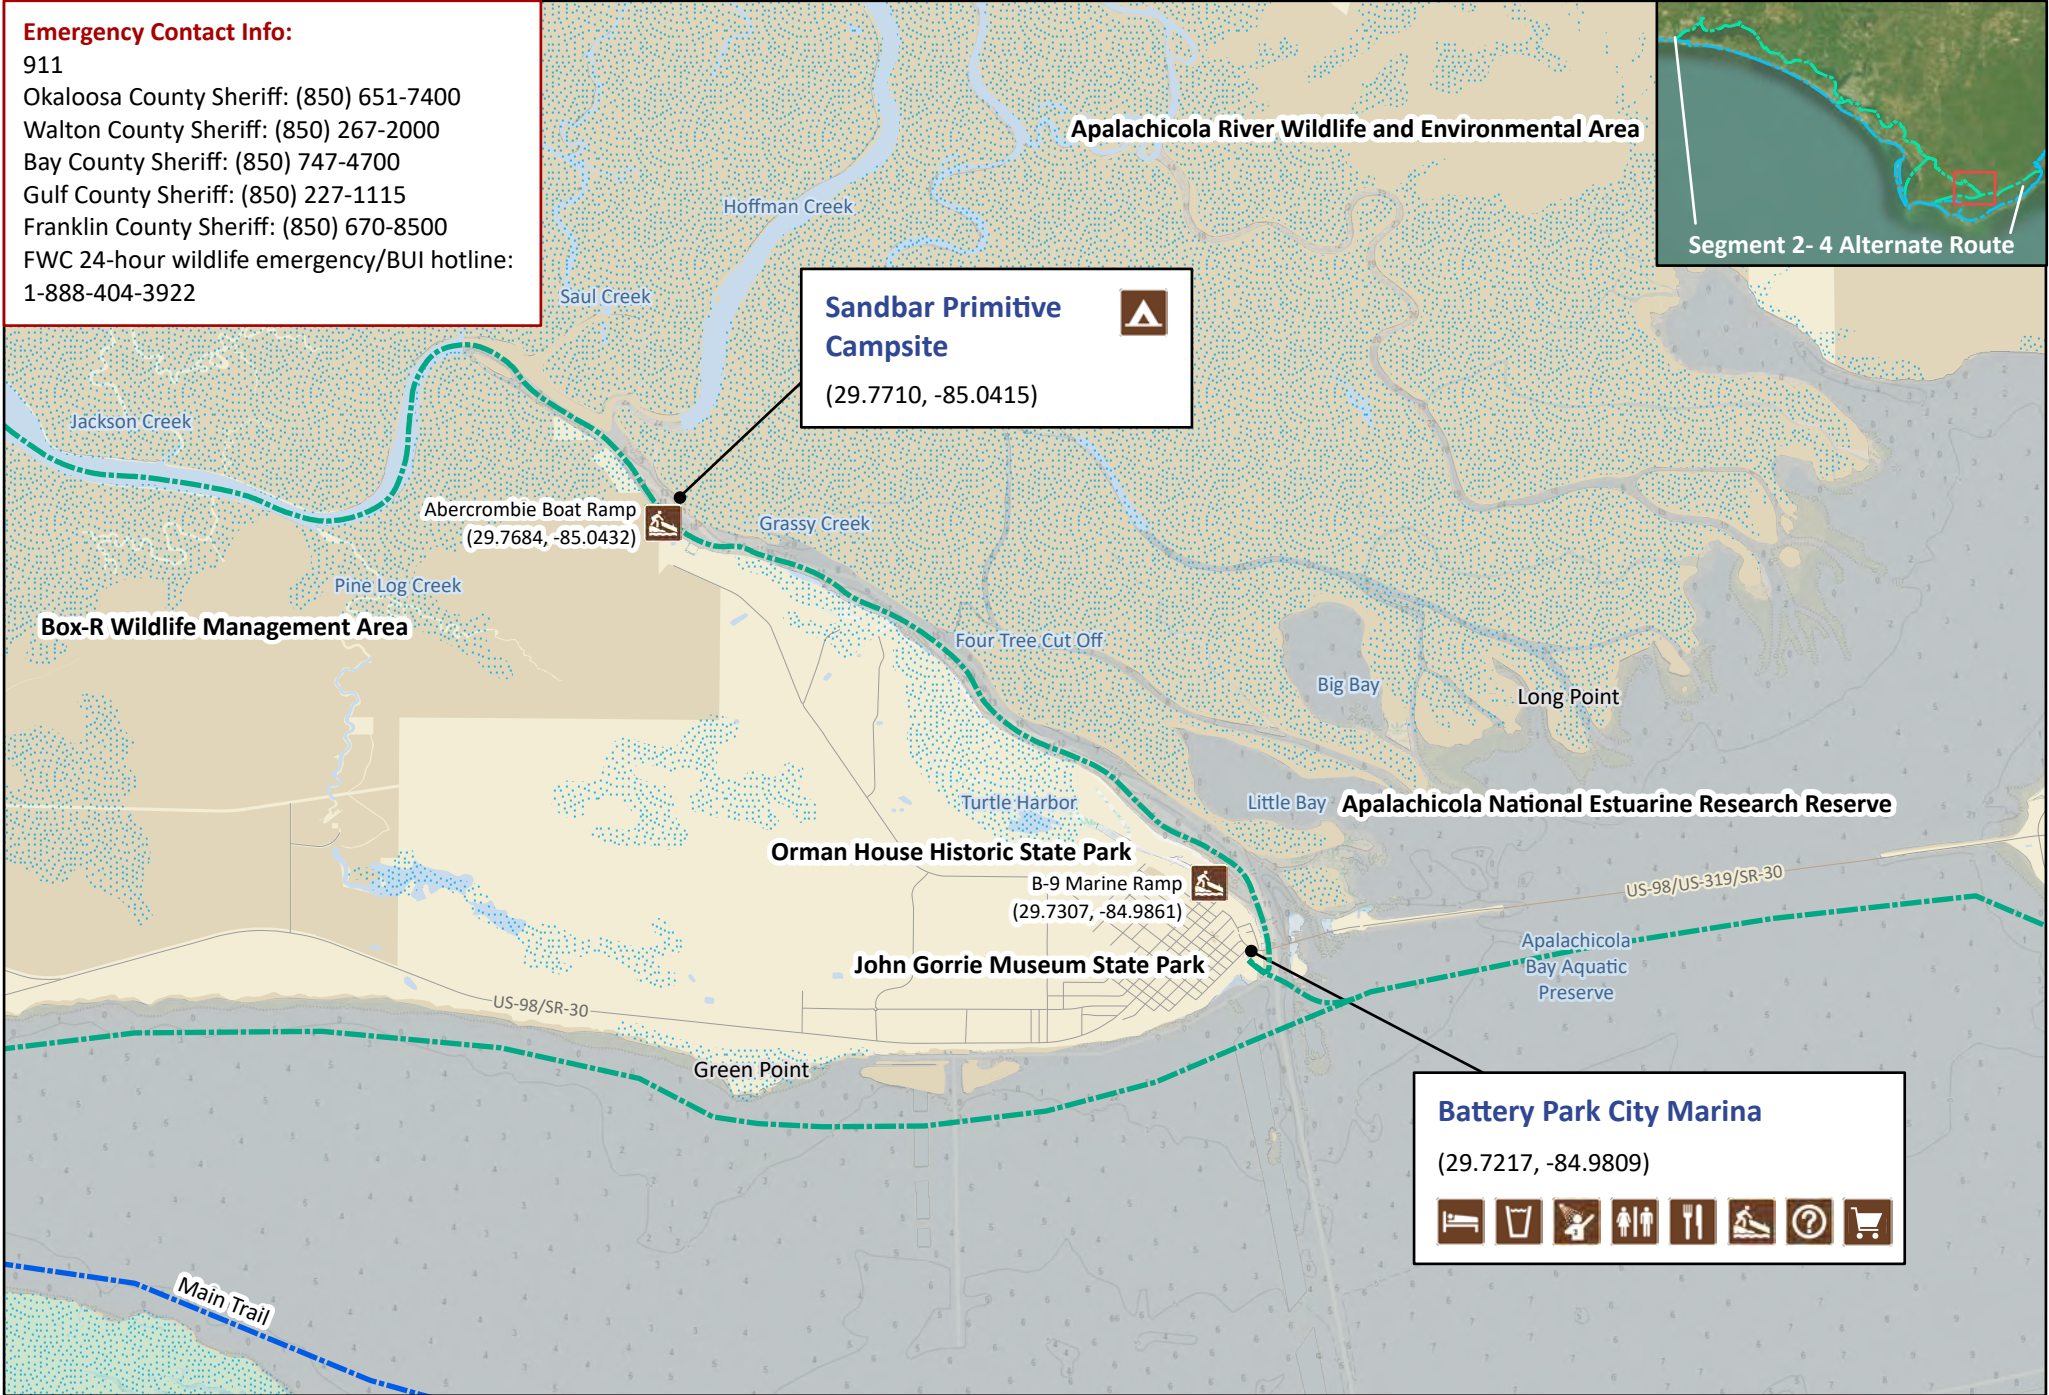 Emergency Contact Info:
911
Okaloosa County Sheriff: (850) 651-7400
Walton County Sheriff: (850) 267-2000
Bay County Sheriff: (850) 747-4700
Gulf County Sheriff: (850) 227-1115
Franklin County Sheriff: (850) 670-8500
FWC 24-hour wildlife emergency/BUI hotline:
1-888-404-3922
Segment 2- 4 Alternate Route
Apalachicola River Wildlife and Environmental Area
Hoffman Creek
Saul Creek
Sandbar Primitive
Campsite
(29.7710, -85.0415)
Jackson Creek
Abercrombie Boat Ramp
(29.7684, -85.0432)
Grassy Creek
Pine Log Creek
Box-R Wildlife Management Area
Four Tree Cut Off
Big Bay
Long Point
Turtle Harbor
Little Bay
Apalachicola National Estuarine Research Reserve
Orman House Historic State Park
B-9 Marine Ramp
(29.7307, -84.9861)
US-98/US-319/SR-30
John Gorrie Museum State Park
Apalachicola
Bay Aquatic
Preserve
US-98/SR-30
Green Point
Battery Park City Marina
(29.7217, -84.9809)
Main Trail